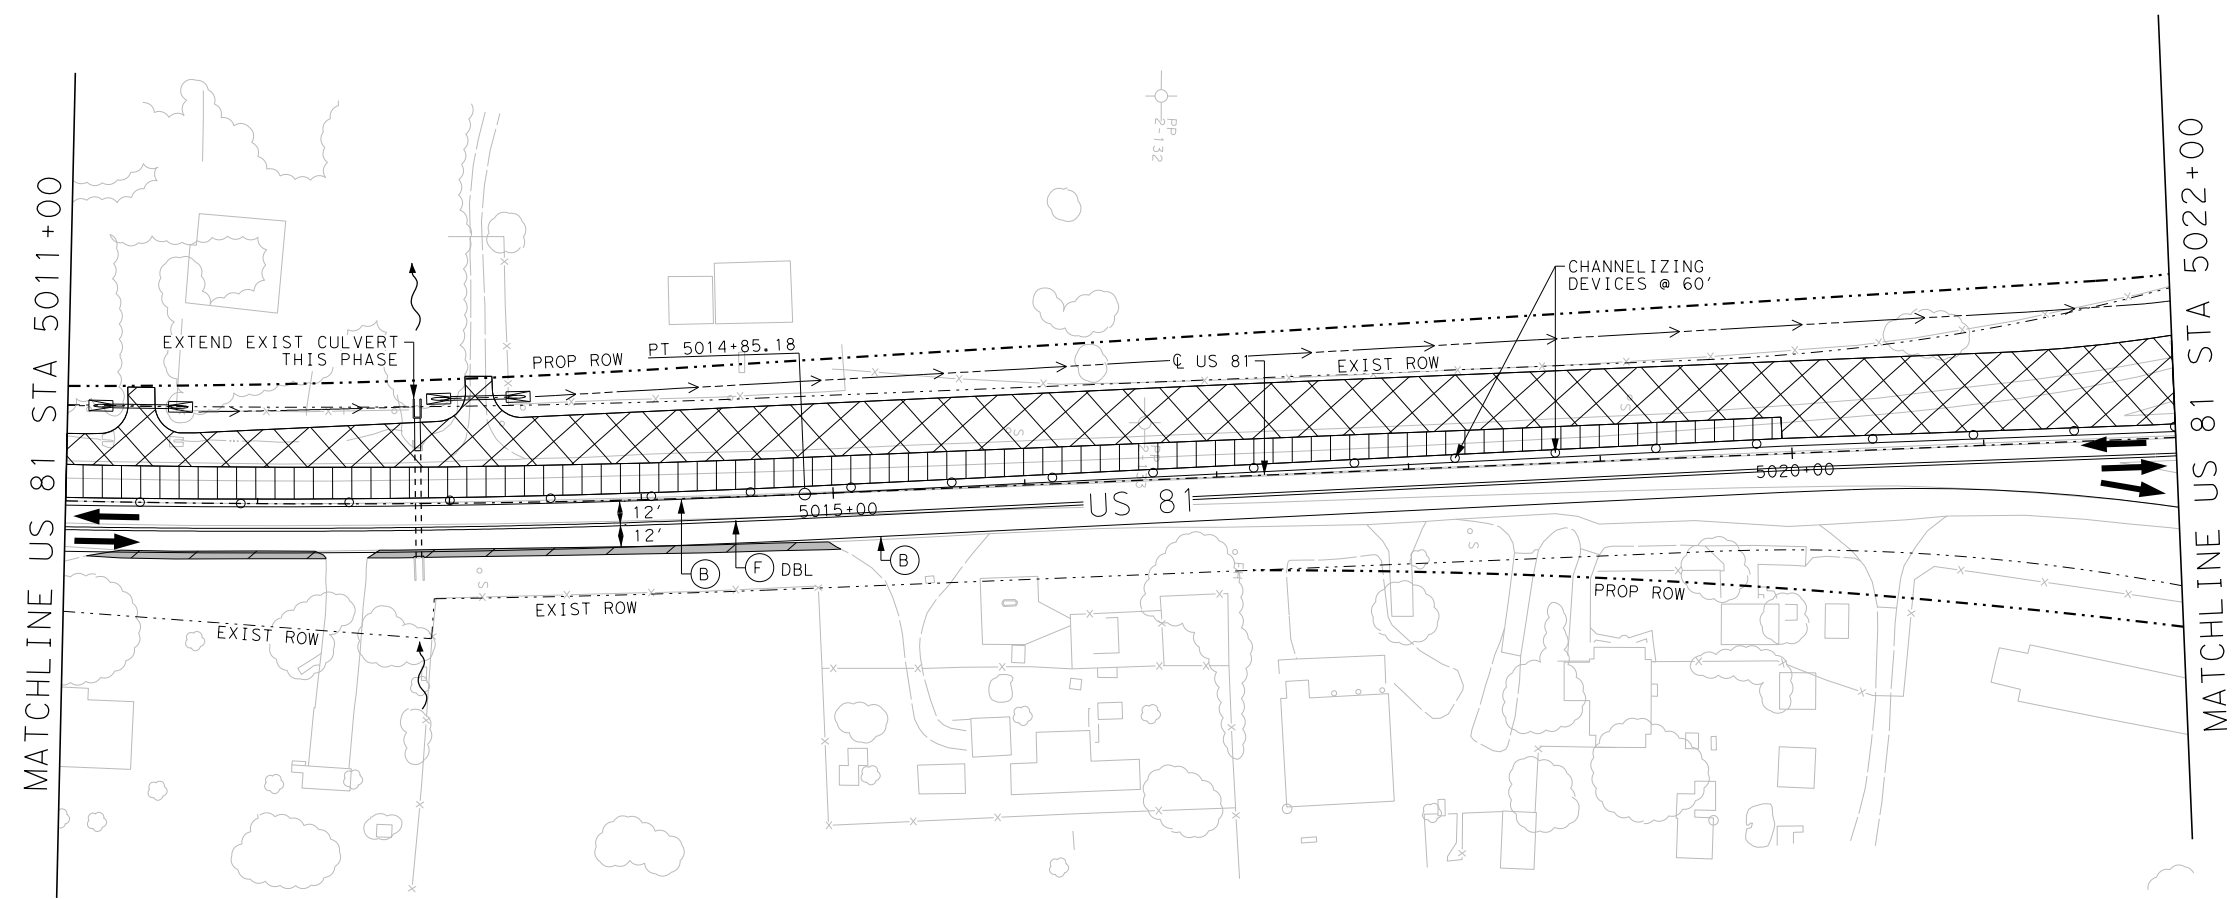 MATCHLINE US 81 STA 5011+00
MATCHLINE US 81 STA 5022+00
PP
2-132
CHANNELIZING
DEVICES @ 60'
EXTEND EXIST CULVERT
THIS PHASE
PT 5014+85.18
PROP ROW
℄ US 81
EXIST ROW
S
S
5020+00
US 81
5015+00
12'
12'
B
F DBL
B
S
S
EXIST ROW
EXIST ROW
PROP ROW